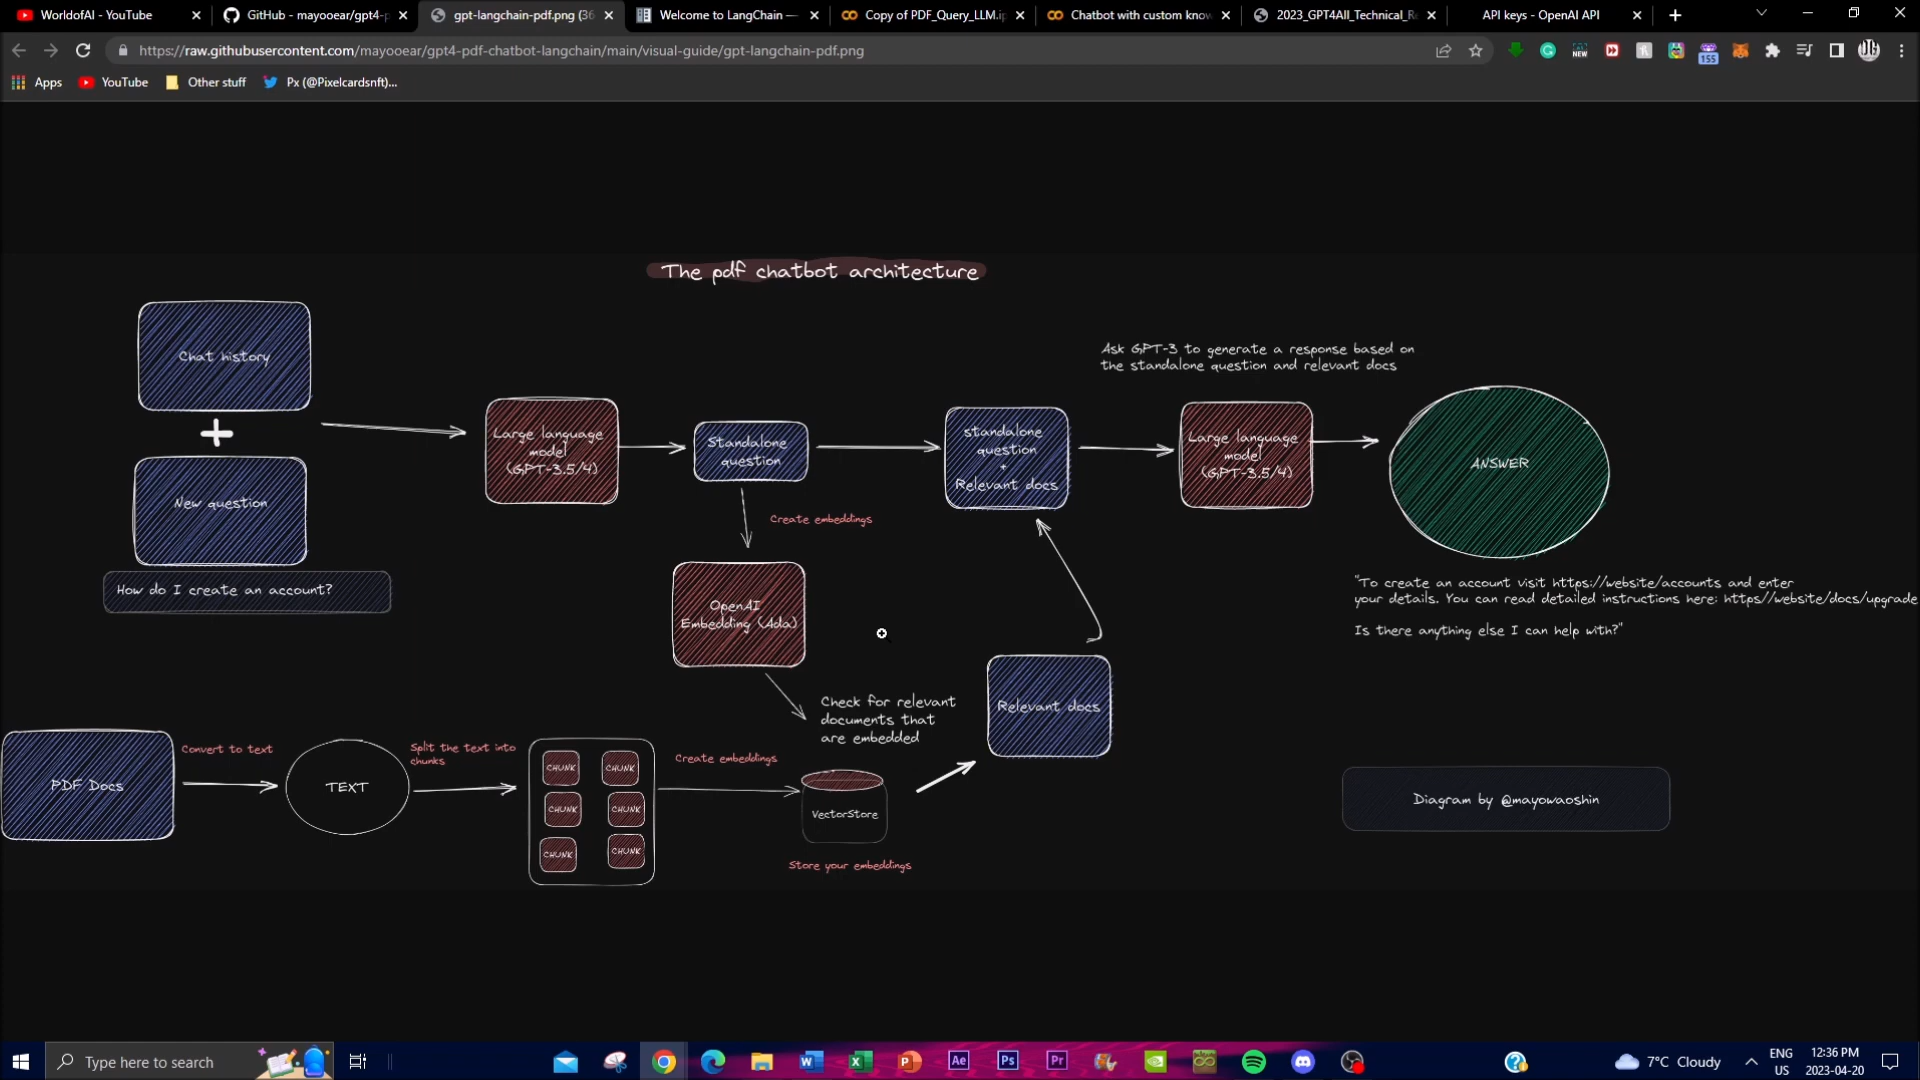 WorldofAI - YouTube
GitHub - mayooear/gpt4-p
gpt-langchain-pdf.png (36
Welcome to LangChain —
Copy of PDF_Query_LLM.i
Chatbot with custom know
2023_GPT4All_Technical_R
API keys - OpenAI API
https://raw.githubusercontent.com/mayooear/gpt4-pdf-chatbot-langchain/main/visual-guide/gpt-langchain-pdf.png
NEW
155
Apps
YouTube
Other stuff
Px (@Pixelcardsnft)...
The pdf chatbot architecture
Chat history
+
New question
How do I create an account?
Large language
model
(GPT-3.5/4)
Standalone
question
Create embeddings
OpenAI
Embedding (Ada)
standalone
question
+
Relevant docs
Ask GPT-3 to generate a response based on
the standalone question and relevant docs
Large language
model
(GPT-3.5/4)
ANSWER
"To create an account visit https://website/accounts and enter
your details. You can read detailed instructions here: https//website/docs/upgrade
Is there anything else I can help with?"
Check for relevant
documents that
are embedded
Relevant docs
PDF Docs
Convert to text
TEXT
Split the text into
chunks
CHUNK
CHUNK
CHUNK
CHUNK
CHUNK
CHUNK
Create embeddings
VectorStore
Store your embeddings
Diagram by @mayowaoshin
Type here to search
Ae
Ps
Pr
7°C Cloudy
ENG
US
12:36 PM
2023-04-20